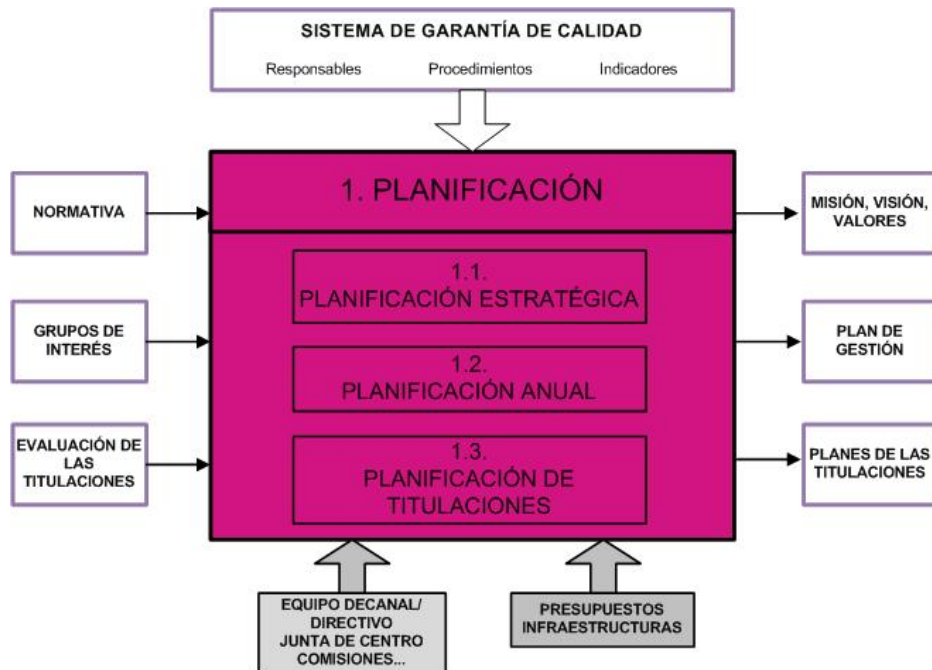 SISTEMA DE GARANTÍA DE CALIDAD
Responsables Procedimientos Indicadores
1. PLANIFICACIÓN
NORMATIVA
MISIÓN, VISIÓN,
VALORES
1.1.
PLANIFICACIÓN ESTRATÉGICA
GRUPOS DE
INTERÉS
PLAN DE
GESTIÓN
1.2.
PLANIFICACIÓN ANUAL
EVALUACIÓN DE
LAS
TITULACIONES
1.3.
PLANIFICACIÓN DE
TITULACIONES
PLANES DE LAS
TITULACIONES
EQUIPO DECANAL/
DIRECTIVO
JUNTA DE CENTRO
COMISIONES...
PRESUPUESTOS
INFRAESTRUCTURAS